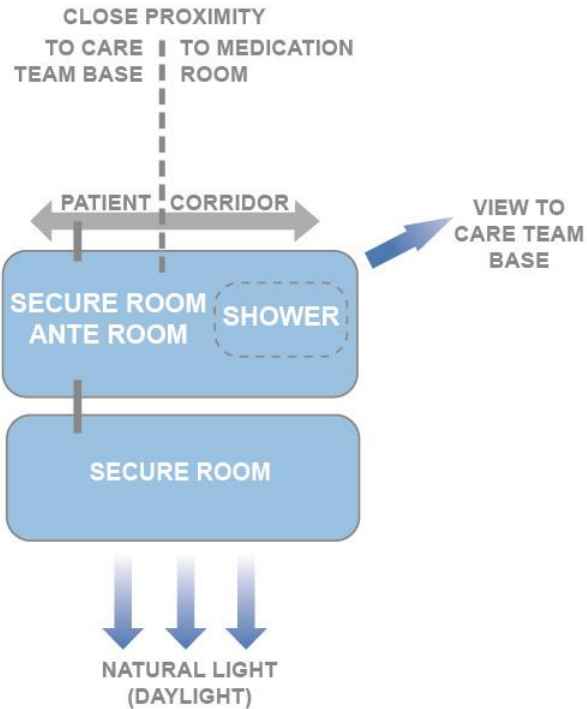 CLOSE PROXIMITY
TO CARE
TEAM BASE
TO MEDICATION
ROOM
PATIENT CORRIDOR
VIEW TO
CARE TEAM
BASE
SECURE ROOM
ANTE ROOM
SHOWER
SECURE ROOM
NATURAL LIGHT
(DAYLIGHT)